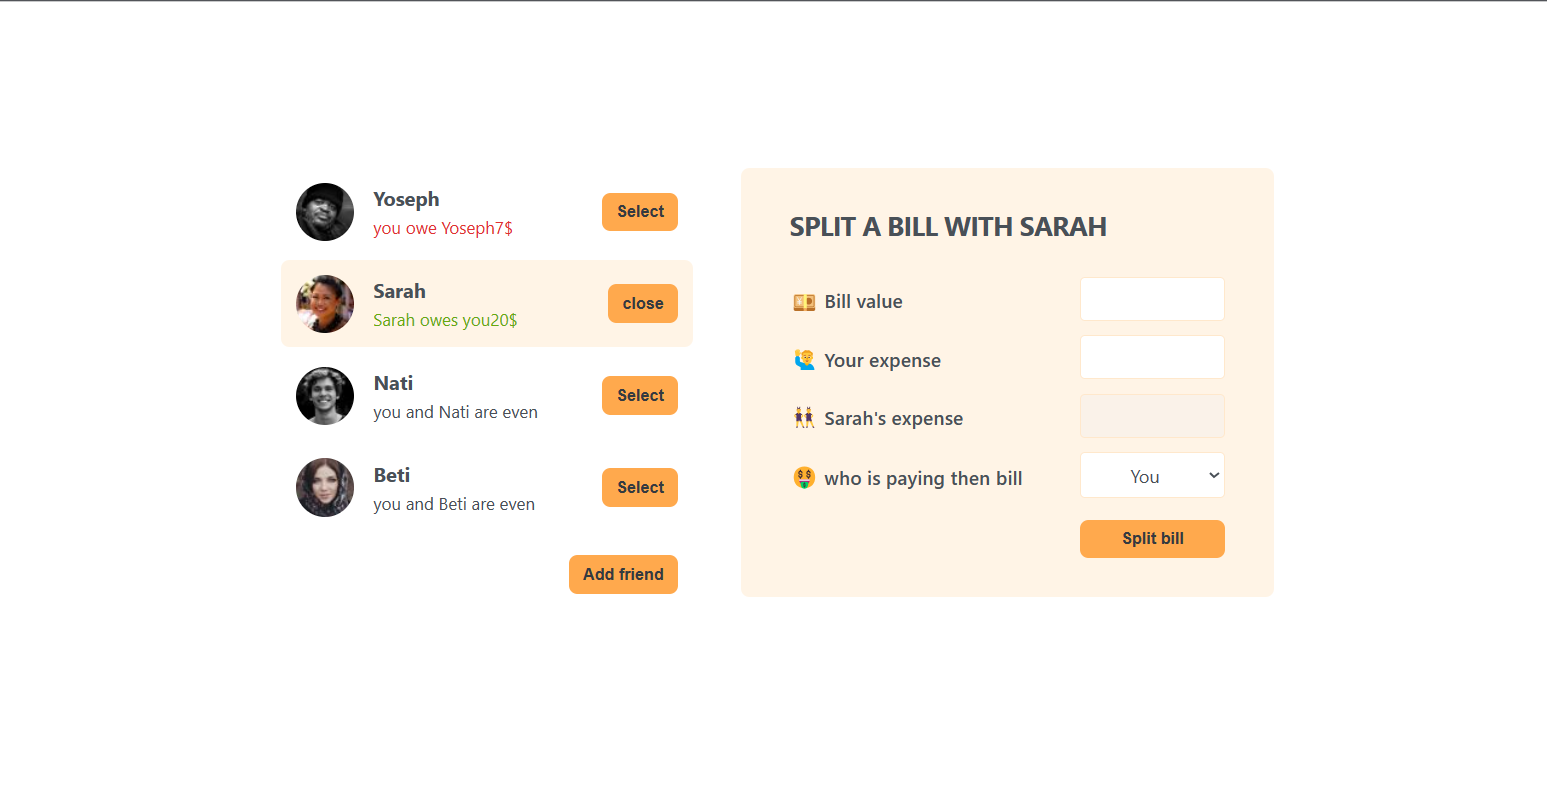 Yoseph
you owe Yoseph7$
Select
Sarah
Sarah owes you20$
close
Nati
you and Nati are even
Select
Beti
you and Beti are even
Select
Add friend
SPLIT A BILL WITH SARAH
💴 Bill value
🙋‍♂️ Your expense
👯 Sarah's expense
🤑 who is paying then bill
You
Split bill